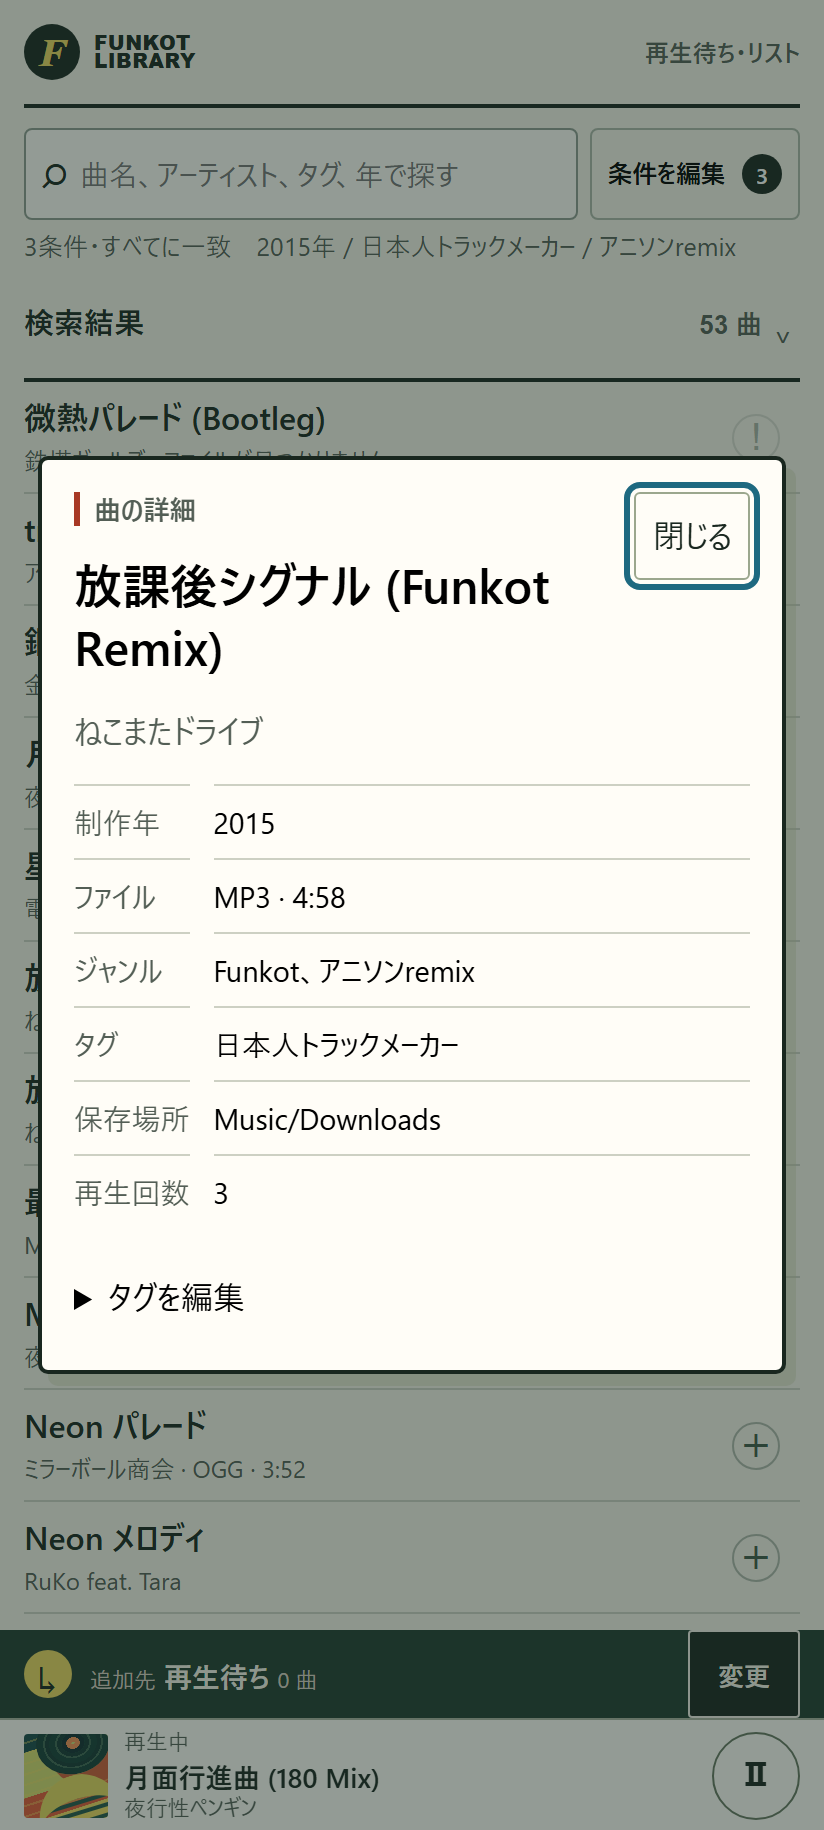 F
FUNKOT
LIBRARY
再生待ち・リスト
曲名、アーティスト、タグ、年で探す
条件を編集 3
3条件・すべてに一致 2015年 / 日本人トラックメーカー / アニソンremix
検索結果
53 曲
微熱パレード (Bootleg)
!
曲の詳細
閉じる
放課後シグナル (Funkot
Remix)
ねこまたドライブ
制作年 2015
ファイル MP3 · 4:58
ジャンル Funkot、アニソンremix
タグ 日本人トラックメーカー
保存場所 Music/Downloads
再生回数 3
▶ タグを編集
Neon パレード
ミラーボール商会 · OGG · 3:52
Neon メロディ
RuKo feat. Tara
追加先 再生待ち 0 曲
変更
再生中
月面行進曲 (180 Mix)
夜行性ペンギン